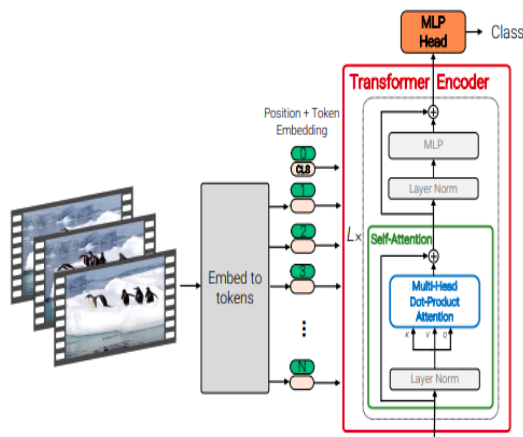 MLP
Head
Class
Transformer Encoder
Position + Token
Embedding
0
CLS
1
2
3
N
Embed to
tokens
MLP
Layer Norm
L×
Self-Attention
Multi-Head
Dot-Product
Attention
K V Q
Layer Norm